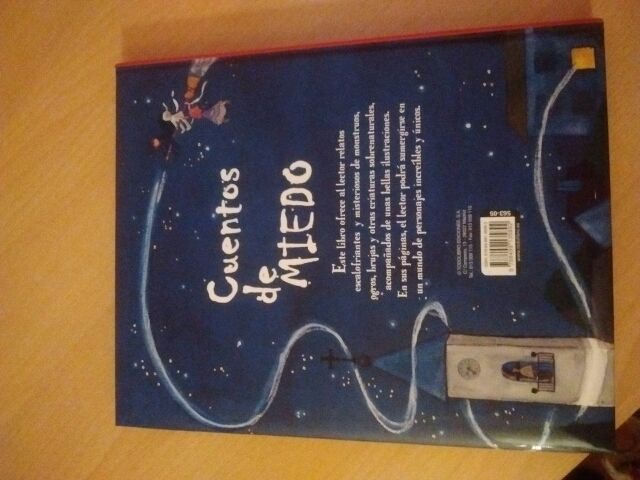 Cuentos
de
MIEDO
Este libro ofrece al lector relatos
escalofriantes y misteriosos de monstruos,
ogros, brujas y otras criaturas sobrenaturales,
acompañados de unas bellas ilustraciones.
En sus páginas, el lector podrá sumergirse en
un mundo de personajes increíbles y únicos.
563-05